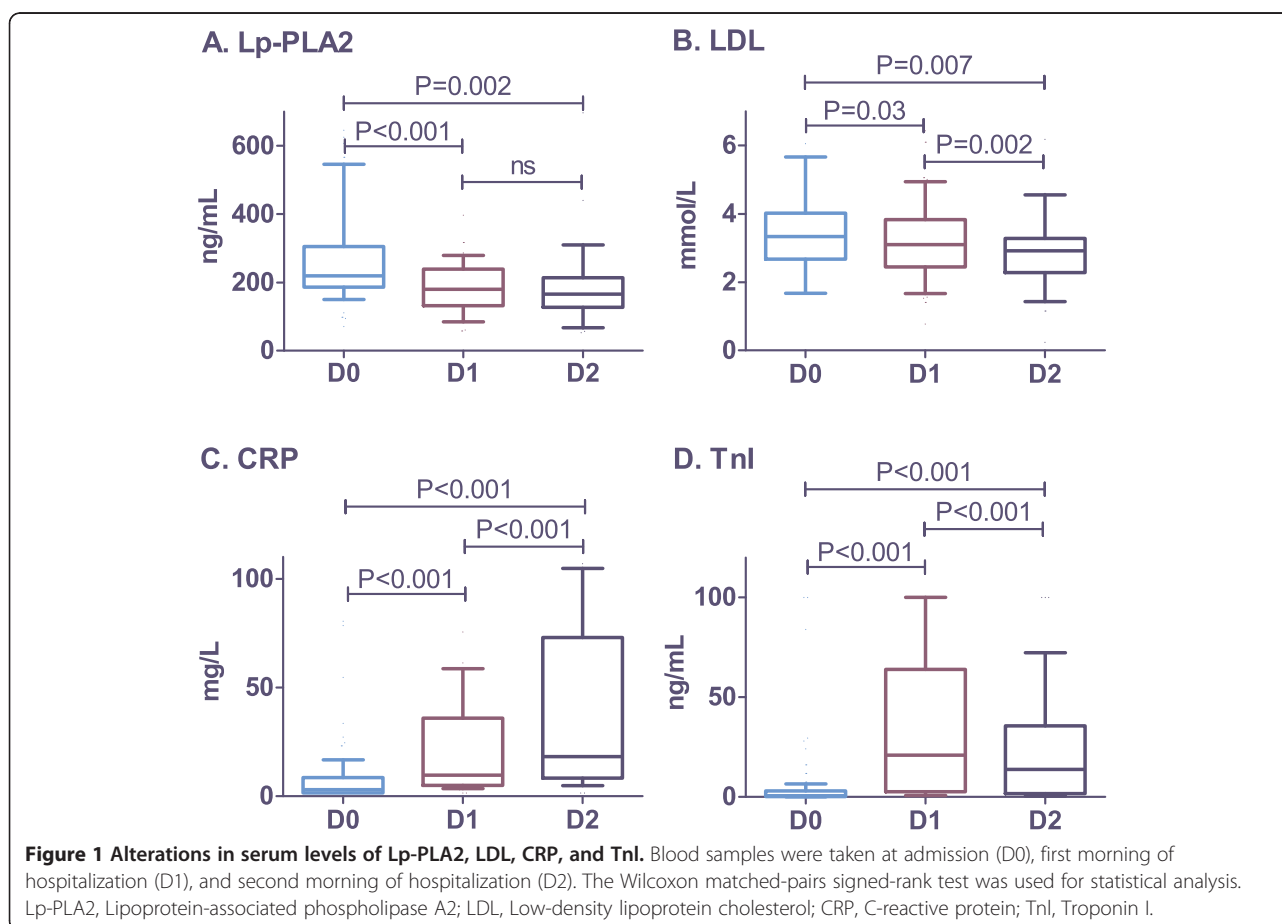 A. Lp-PLA2
P=0.002
P<0.001
ns
600
400
200
0
ng/mL
D0 D1 D2
B. LDL
P=0.007
P=0.03
P=0.002
6
4
2
0
mmol/L
D0 D1 D2
C. CRP
P<0.001
P<0.001
P<0.001
100
50
0
mg/L
D0 D1 D2
D. TnI
P<0.001
P<0.001
P<0.001
100
50
0
ng/mL
D0 D1 D2
Figure 1 Alterations in serum levels of Lp-PLA2, LDL, CRP, and TnI. Blood samples were taken at admission (D0), first morning of
hospitalization (D1), and second morning of hospitalization (D2). The Wilcoxon matched-pairs signed-rank test was used for statistical analysis.
Lp-PLA2, Lipoprotein-associated phospholipase A2; LDL, Low-density lipoprotein cholesterol; CRP, C-reactive protein; TnI, Troponin I.